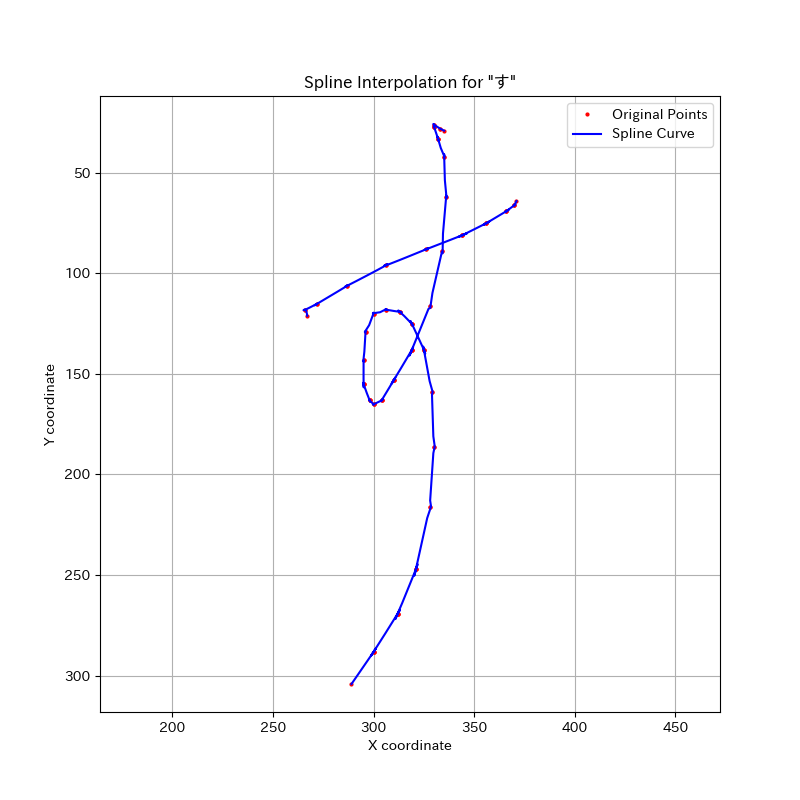 Spline Interpolation for "す"
Original Points
Spline Curve
50
100
150
200
250
300
Y coordinate
200
250
300
350
400
450
X coordinate
す